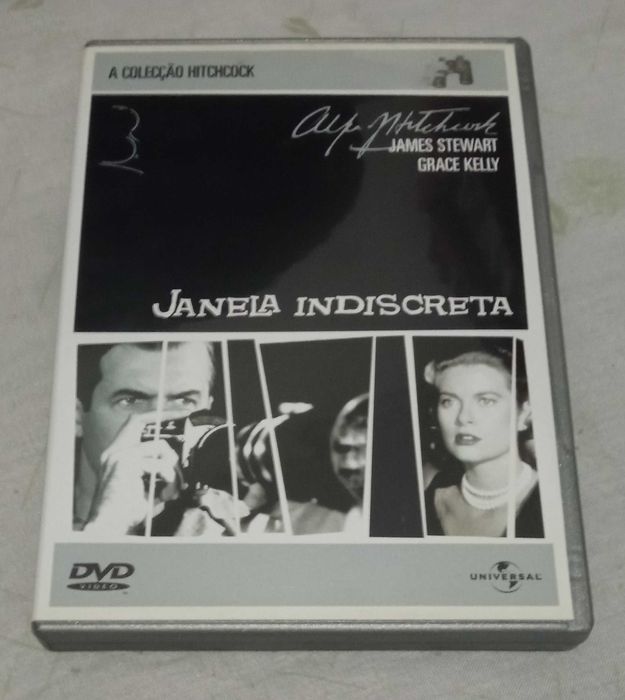 A COLECÇÃO HITCHCOCK
Alfred Hitchcock
JAMES STEWART
GRACE KELLY
JANELA INDISCRETA
DVD
VIDEO
UNIVERSAL